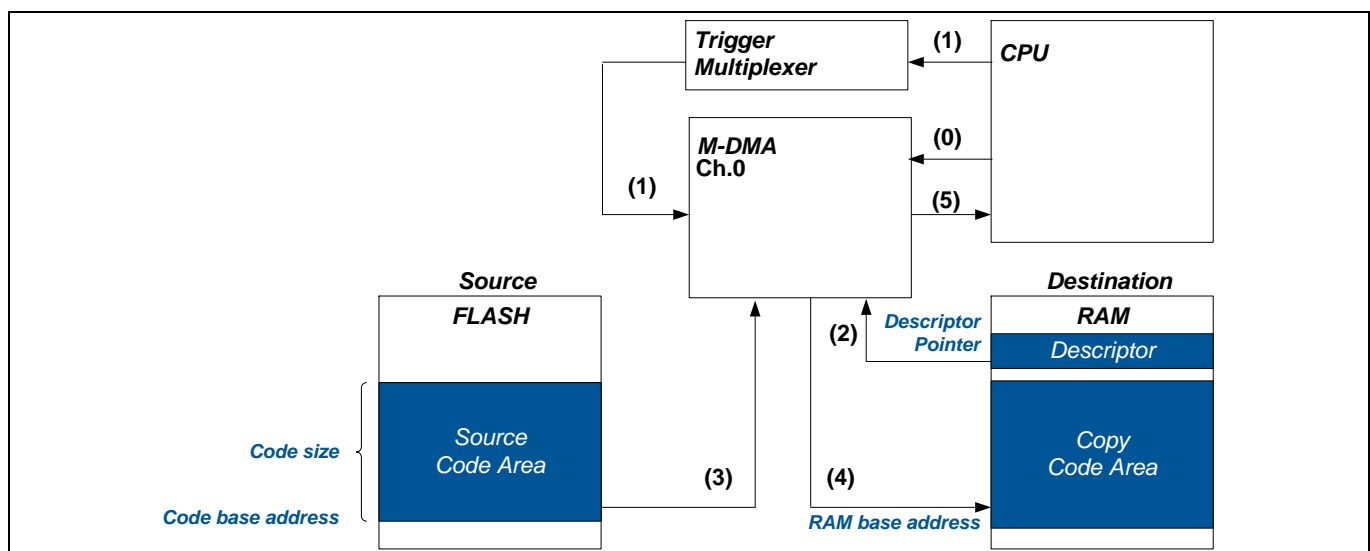 Trigger
Multiplexer
(1)
CPU
M-DMA
Ch.0
(0)
(1)
(5)
Source
Destination
FLASH
RAM
(2)
Descriptor
Pointer
Descriptor
Code size
Source
Code Area
Copy
Code Area
(3)
(4)
Code base address
RAM base address